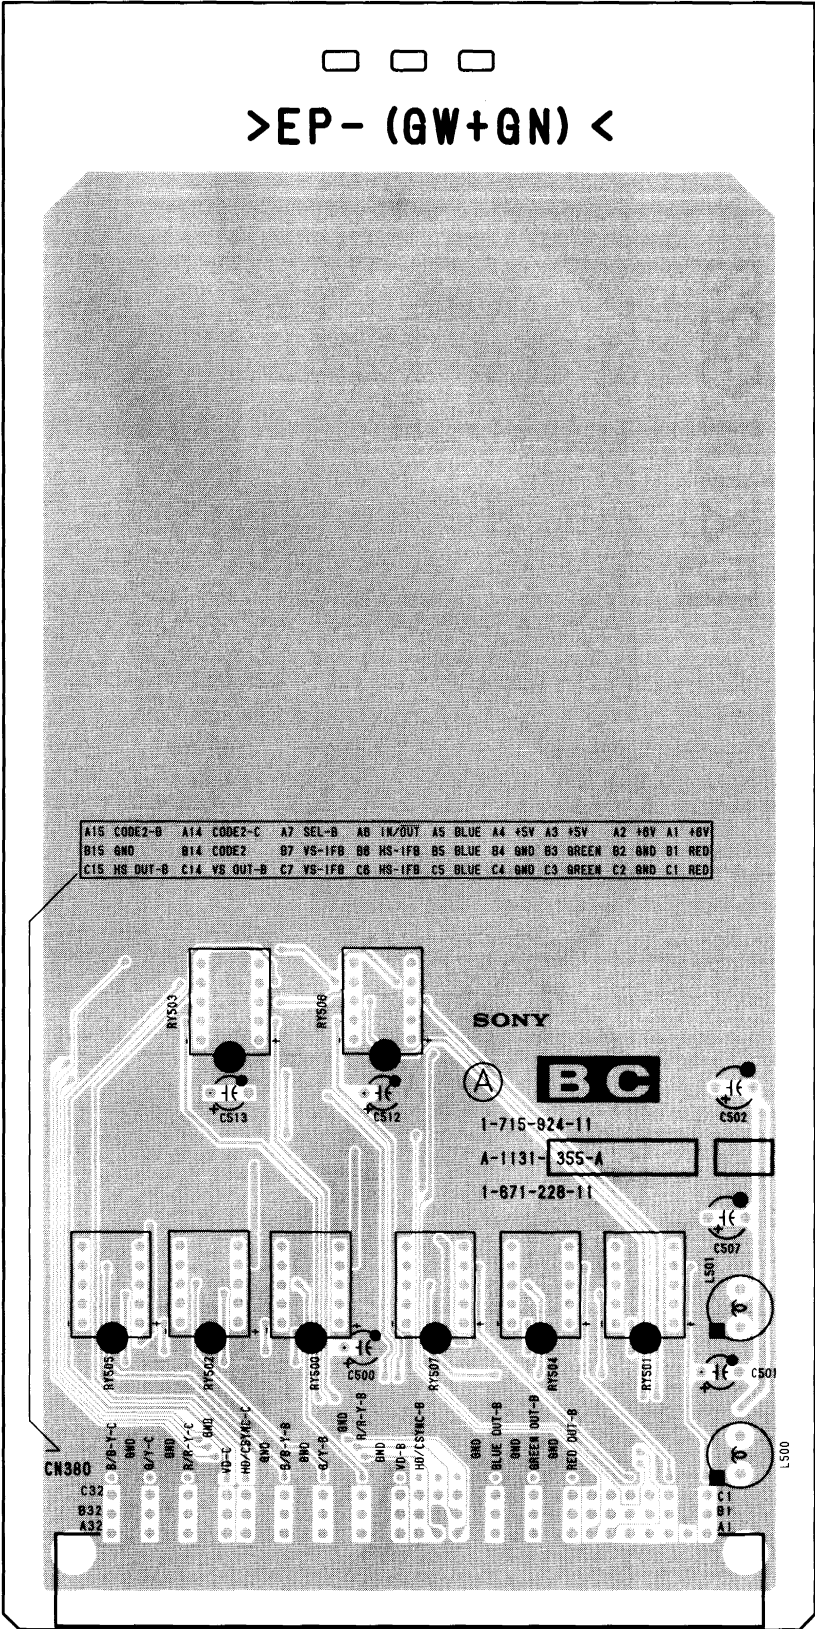 >EP- (GW+GN) <
A15 CODE2-B A14 CODE2-C A7 SEL-B A6 IN/OUT A5 BLUE A4 +5V A3 +5V A2 +6V A1 +6V
B15 GND B14 CODE2 B7 VS-IFB B6 HS-IFB B5 BLUE B4 GND B3 GREEN B2 GND B1 RED
C15 HS OUT-B C14 VS OUT-B C7 VS-IFB C6 HS-IFB C5 BLUE C4 GND C3 GREEN C2 GND C1 RED
RY503
RY506
SONY
A
BC
C513
C512
C502
1-715-924-11
A-1131-355-A
1-671-228-11
C507
L501
RY505
RY502
RY500
C500
RY507
RY504
RY501
C501
L500
CN380
B/B-Y-C
GND
G/Y-C
GND
R/R-Y-C
GND
VD-C
HD/CSYNC-C
GND
B/B-Y-B
GND
G/Y-B
GND
R/R-Y-B
GND
VD-B
HD/CSYNC-B
GND
BLUE OUT-B
GND
GREEN OUT-B
GND
RED OUT-B
C32
B32
A32
C1
B1
A1